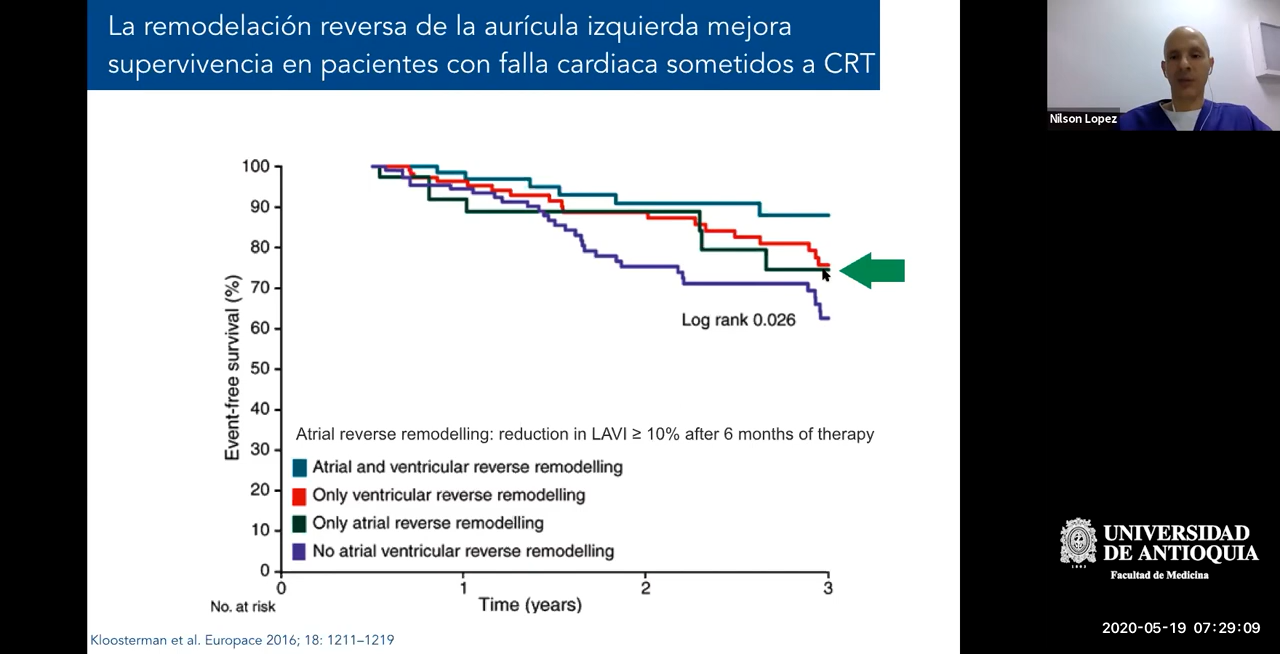 La remodelación reversa de la aurícula izquierda mejora
supervivencia en pacientes con falla cardiaca sometidos a CRT
Nilson Lopez
Event-free survival (%)
100
90
80
70
60
50
40
30
20
10
0
Log rank 0.026
Atrial reverse remodelling: reduction in LAVI ≥ 10% after 6 months of therapy
Atrial and ventricular reverse remodelling
Only ventricular reverse remodelling
Only atrial reverse remodelling
No atrial ventricular reverse remodelling
0 1 2 3
Time (years)
No. at risk
Kloosterman et al. Europace 2016; 18: 1211–1219
UNIVERSIDAD
DE ANTIOQUIA
1803
Facultad de Medicina
2020-05-19 07:29:09